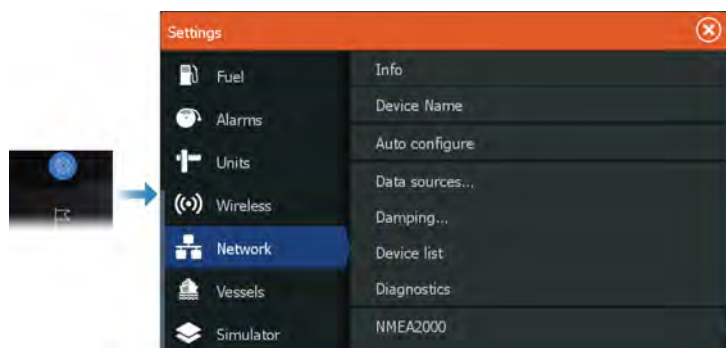 Settings
Fuel
Alarms
Units
Wireless
Network
Vessels
Simulator
Info
Device Name
Auto configure
Data sources...
Damping...
Device list
Diagnostics
NMEA2000